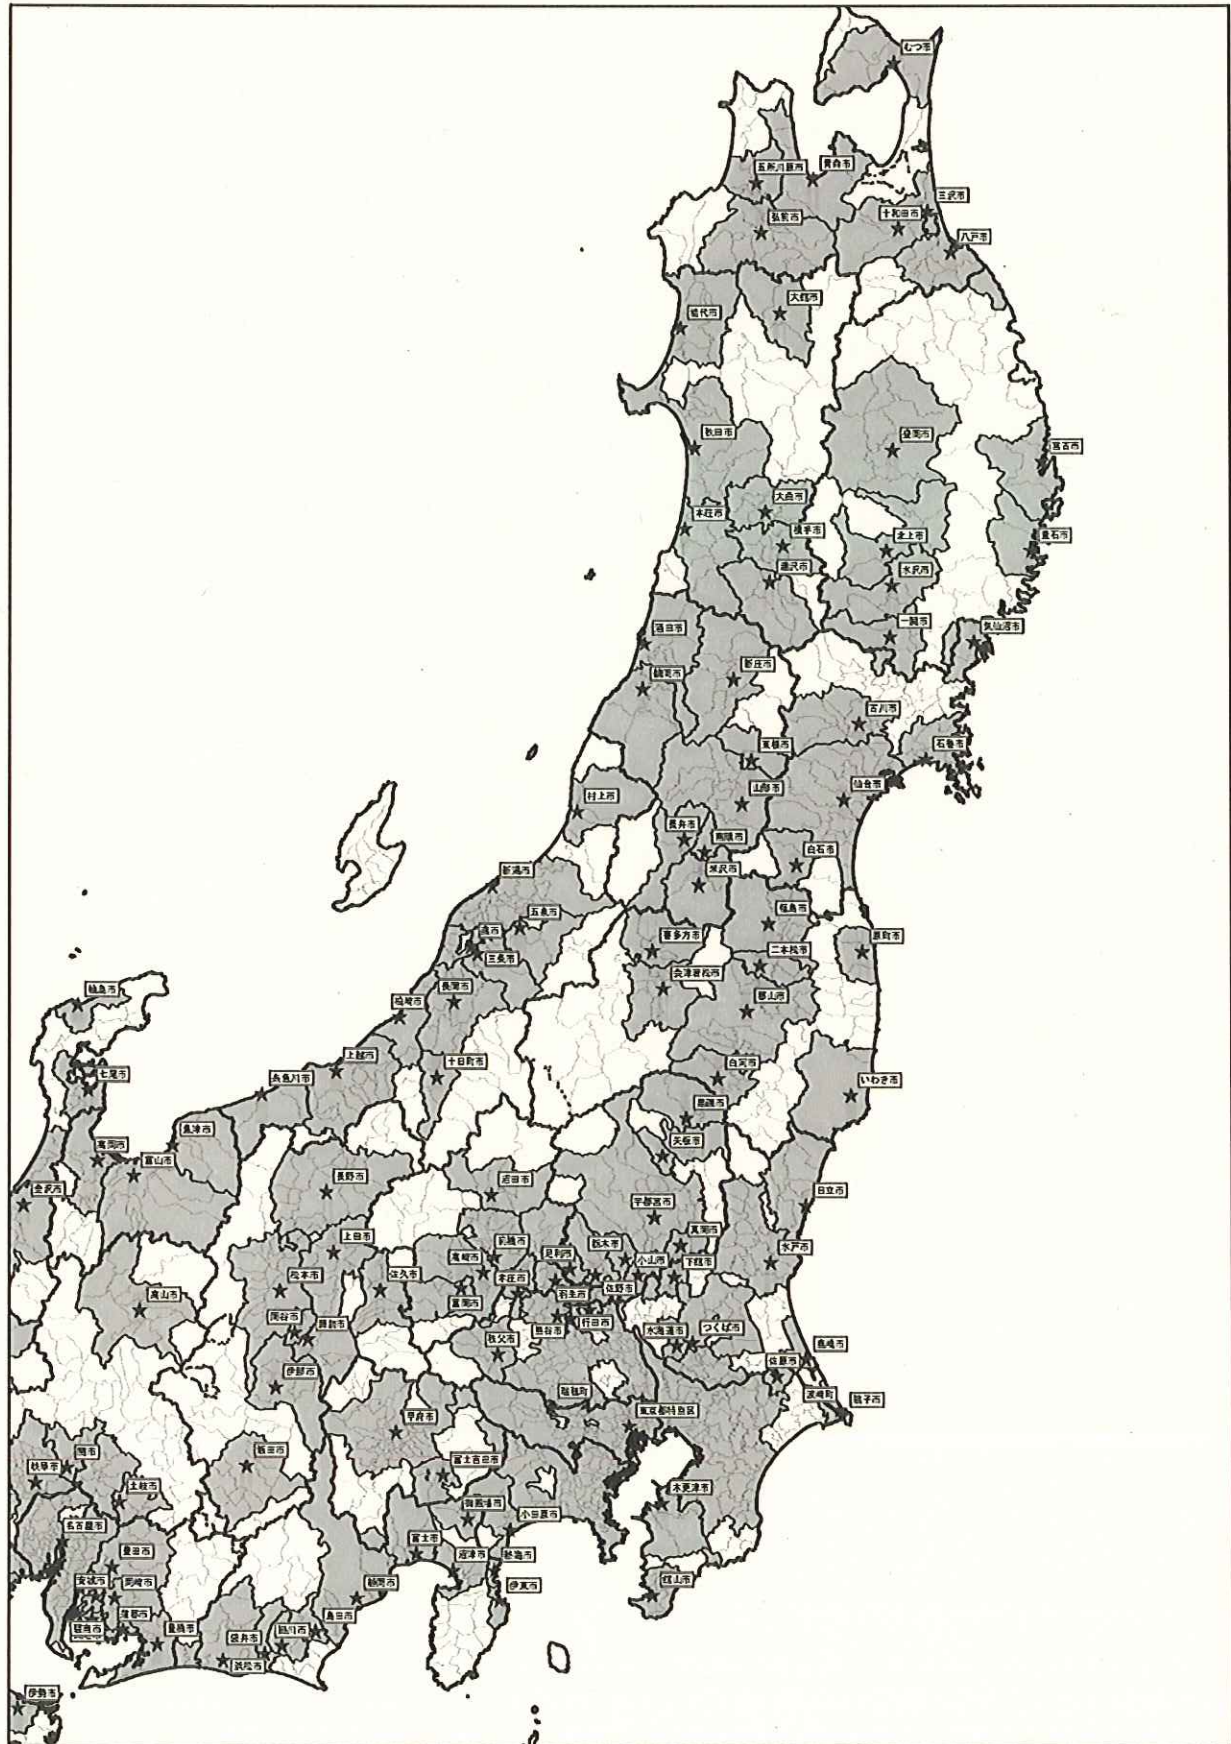 むつ市
五所川原市
青森市
三沢市
十和田市
弘前市
八戸市
大館市
能代市
秋田市
盛岡市
宮古市
大曲市
本荘市
横手市
北上市
釜石市
湯沢市
水沢市
一関市
気仙沼市
酒田市
新庄市
鶴岡市
古川市
石巻市
東根市
仙台市
山形市
村上市
長井市
南陽市
白石市
米沢市
新潟市
五泉市
福島市
燕市
喜多方市
原町市
三条市
二本松市
会津若松市
郡山市
長岡市
輪島市
柏崎市
上越市
十日町市
白河市
七尾市
糸魚川市
いわき市
黒磯市
魚津市
矢板市
高岡市
富山市
長野市
沼田市
金沢市
日立市
宇都宮市
真岡市
上田市
前橋市
足利市
栃木市
水戸市
高崎市
小山市
下館市
松本市
佐久市
本庄市
高山市
富岡市
羽生市
佐野市
岡谷市
諏訪市
熊谷市
行田市
水海道市
つくば市
秩父市
鹿嶋市
佐原市
伊那市
瑞穂町
波崎町
銚子市
東京都特別区
甲府市
関市
飯田市
岐阜市
富士吉田市
土岐市
木更津市
御殿場市
小田原市
名古屋市
富士市
沼津市
熱海市
豊田市
安城市
岡崎市
伊東市
館山市
静岡市
蒲郡市
島田市
豊橋市
袋井市
掛川市
浜松市
伊勢市